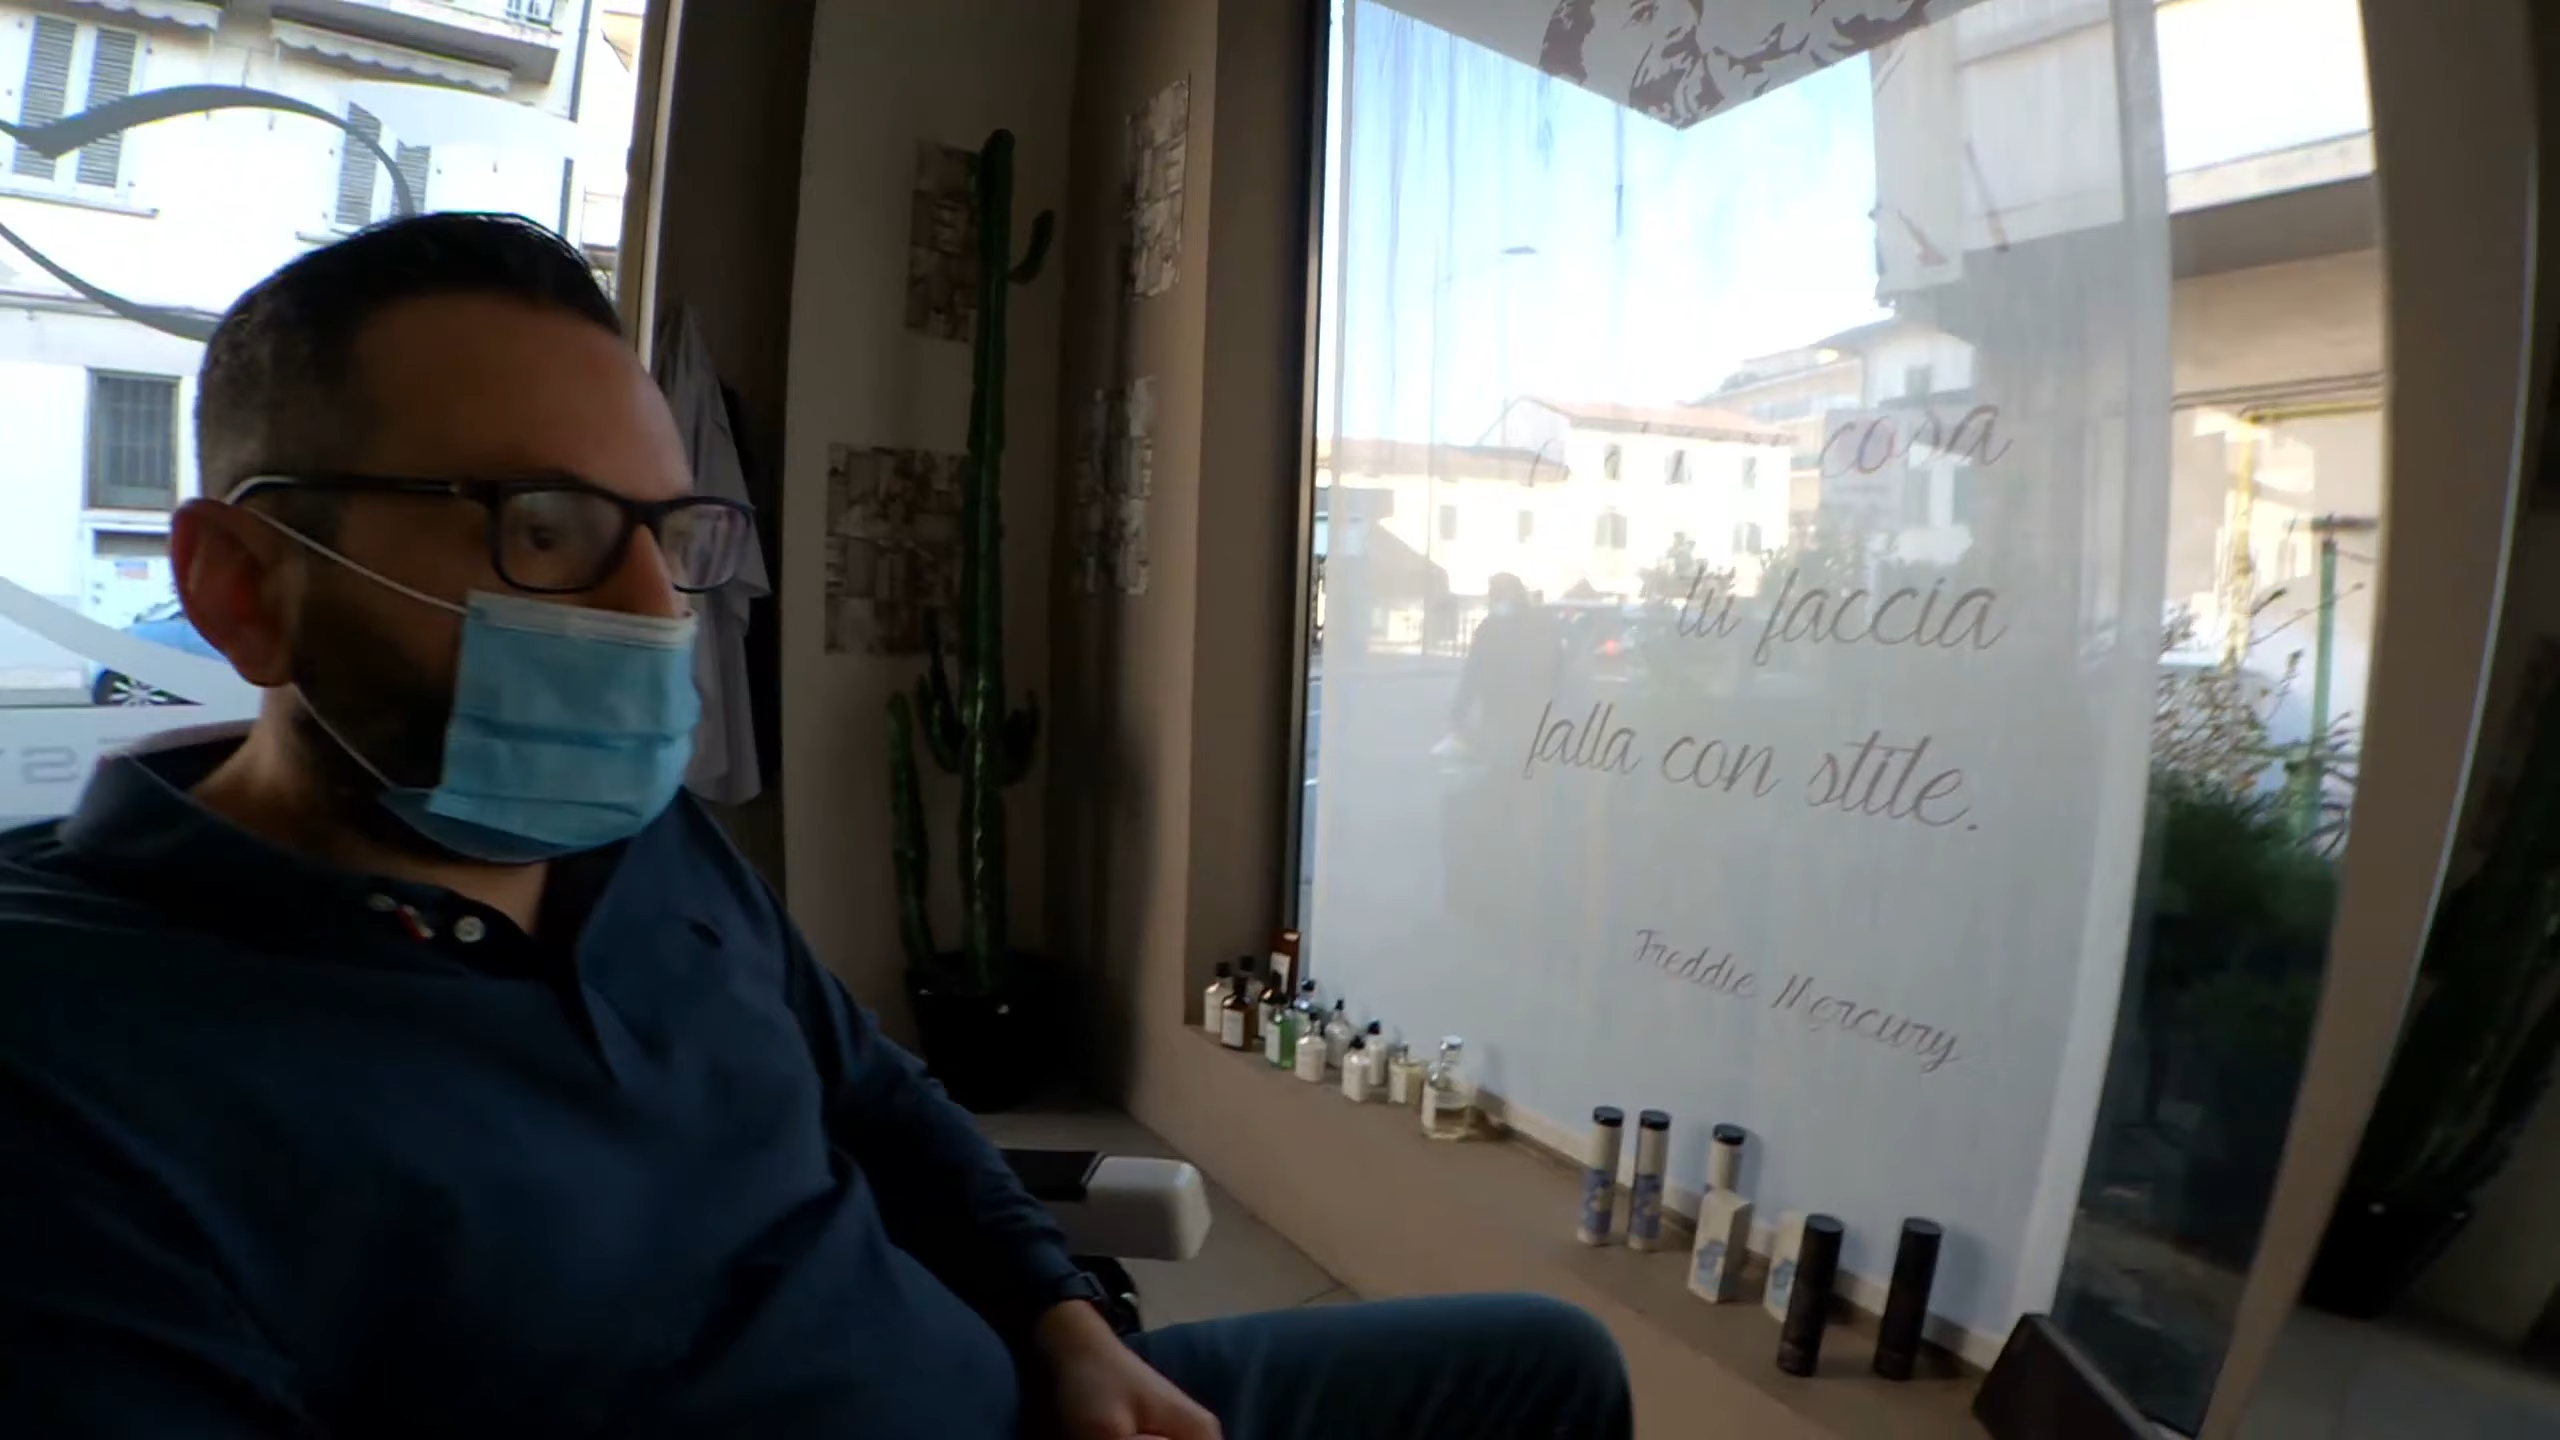 cosa
tu faccia
falla con stile.
Freddie Mercury